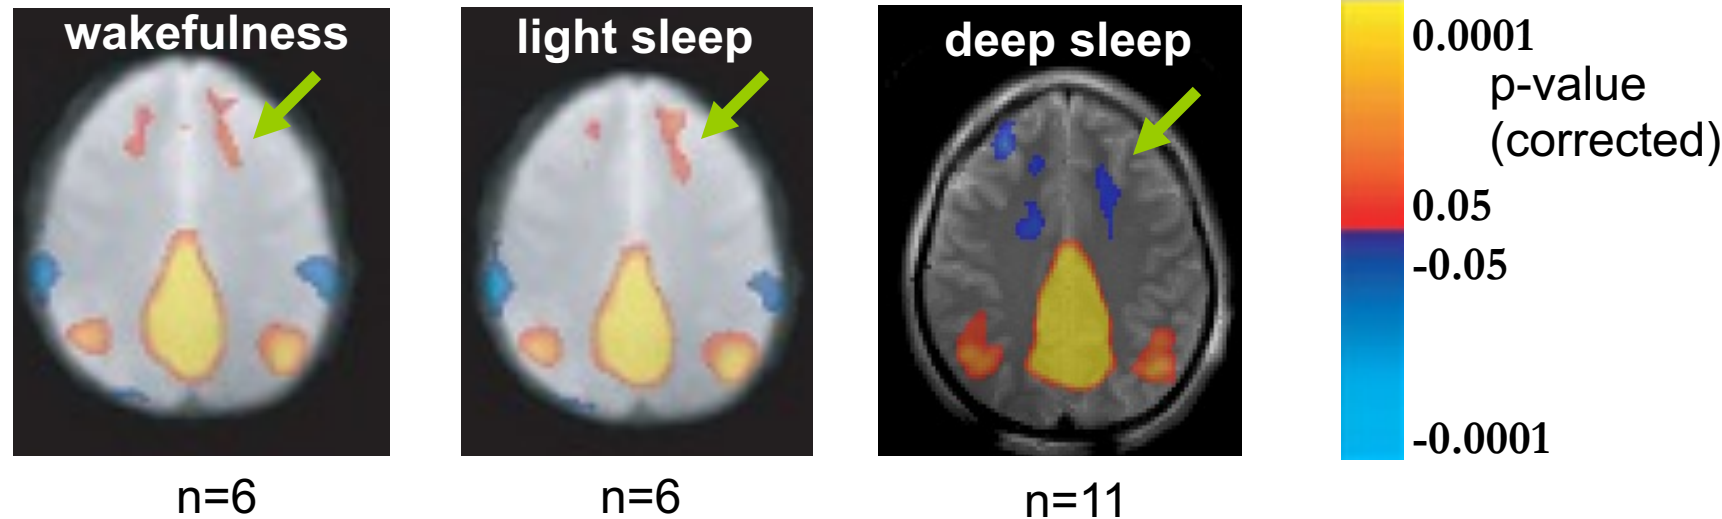 wakefulness
light sleep
deep sleep
0.0001
p-value
(corrected)
0.05
-0.05
-0.0001
n=6
n=6
n=11